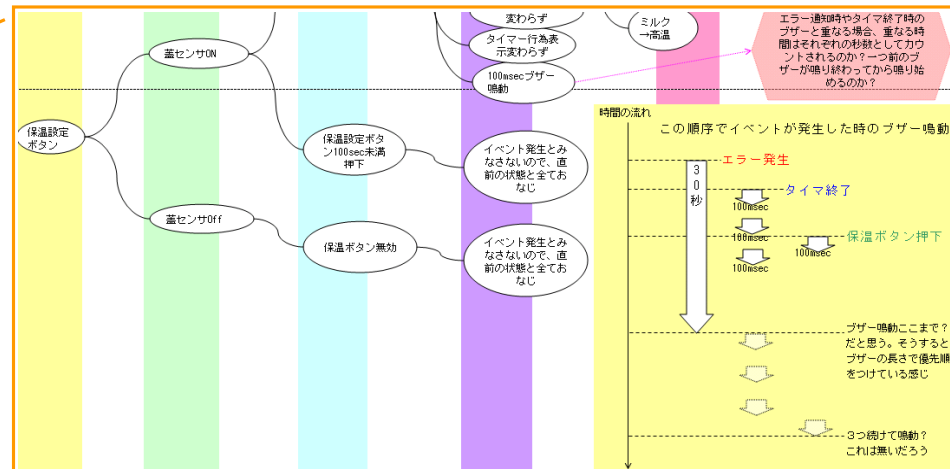 保温設定
ボタン
蓋センサON
蓋センサOff
保温設定ボタ
ン100sec未満
押下
保温ボタン無効
変わらず
タイマー行為表
示変わらず
100msecブザー
鳴動
イベント発生とみ
なさないので、直
前の状態と全てお
なじ
イベント発生とみ
なさないので、直
前の状態と全てお
なじ
ミルク
→高温
エラー通知時やタイマ終了時の
ブザーと重なる場合、重なる時
間はそれぞれの秒数としてカウ
ントされるのか？一つ前のブ
ザーが鳴り終わってから鳴り始
めるのか？
時間の流れ
この順序でイベントが発生した時のブザー鳴動
エラー発生
30秒
タイマ終了
100msec
100msec
保温ボタン押下
100msec
100msec
ブザー鳴動ここまで？
だと思う。そうすると
ブザーの長さで優先順
をつけている感じ
３つ続けて鳴動？
これは無いだろう